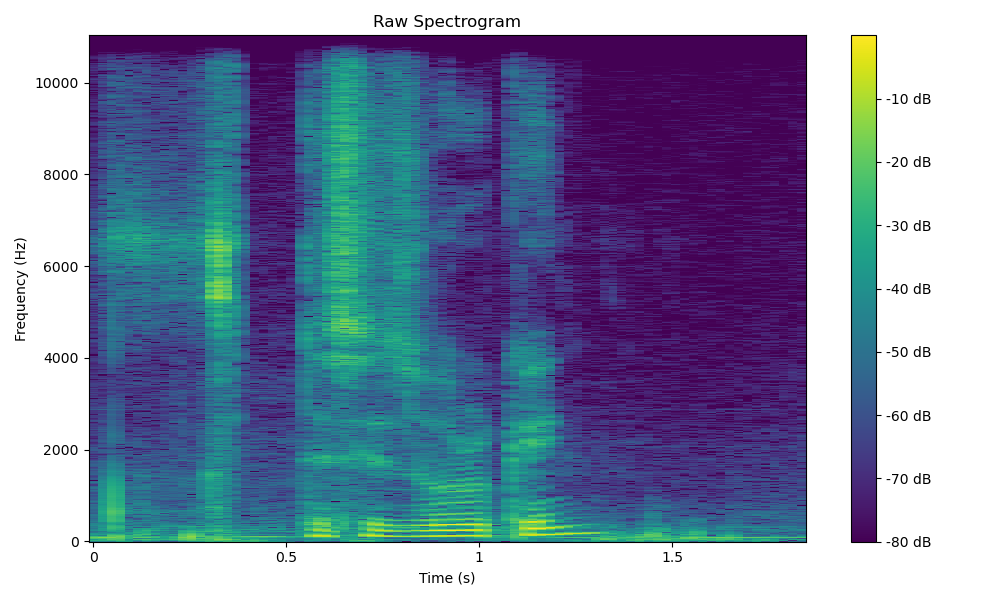 Raw Spectrogram
Frequency (Hz)
10000
8000
6000
4000
2000
0
0
0.5
1
1.5
Time (s)
-10 dB
-20 dB
-30 dB
-40 dB
-50 dB
-60 dB
-70 dB
-80 dB